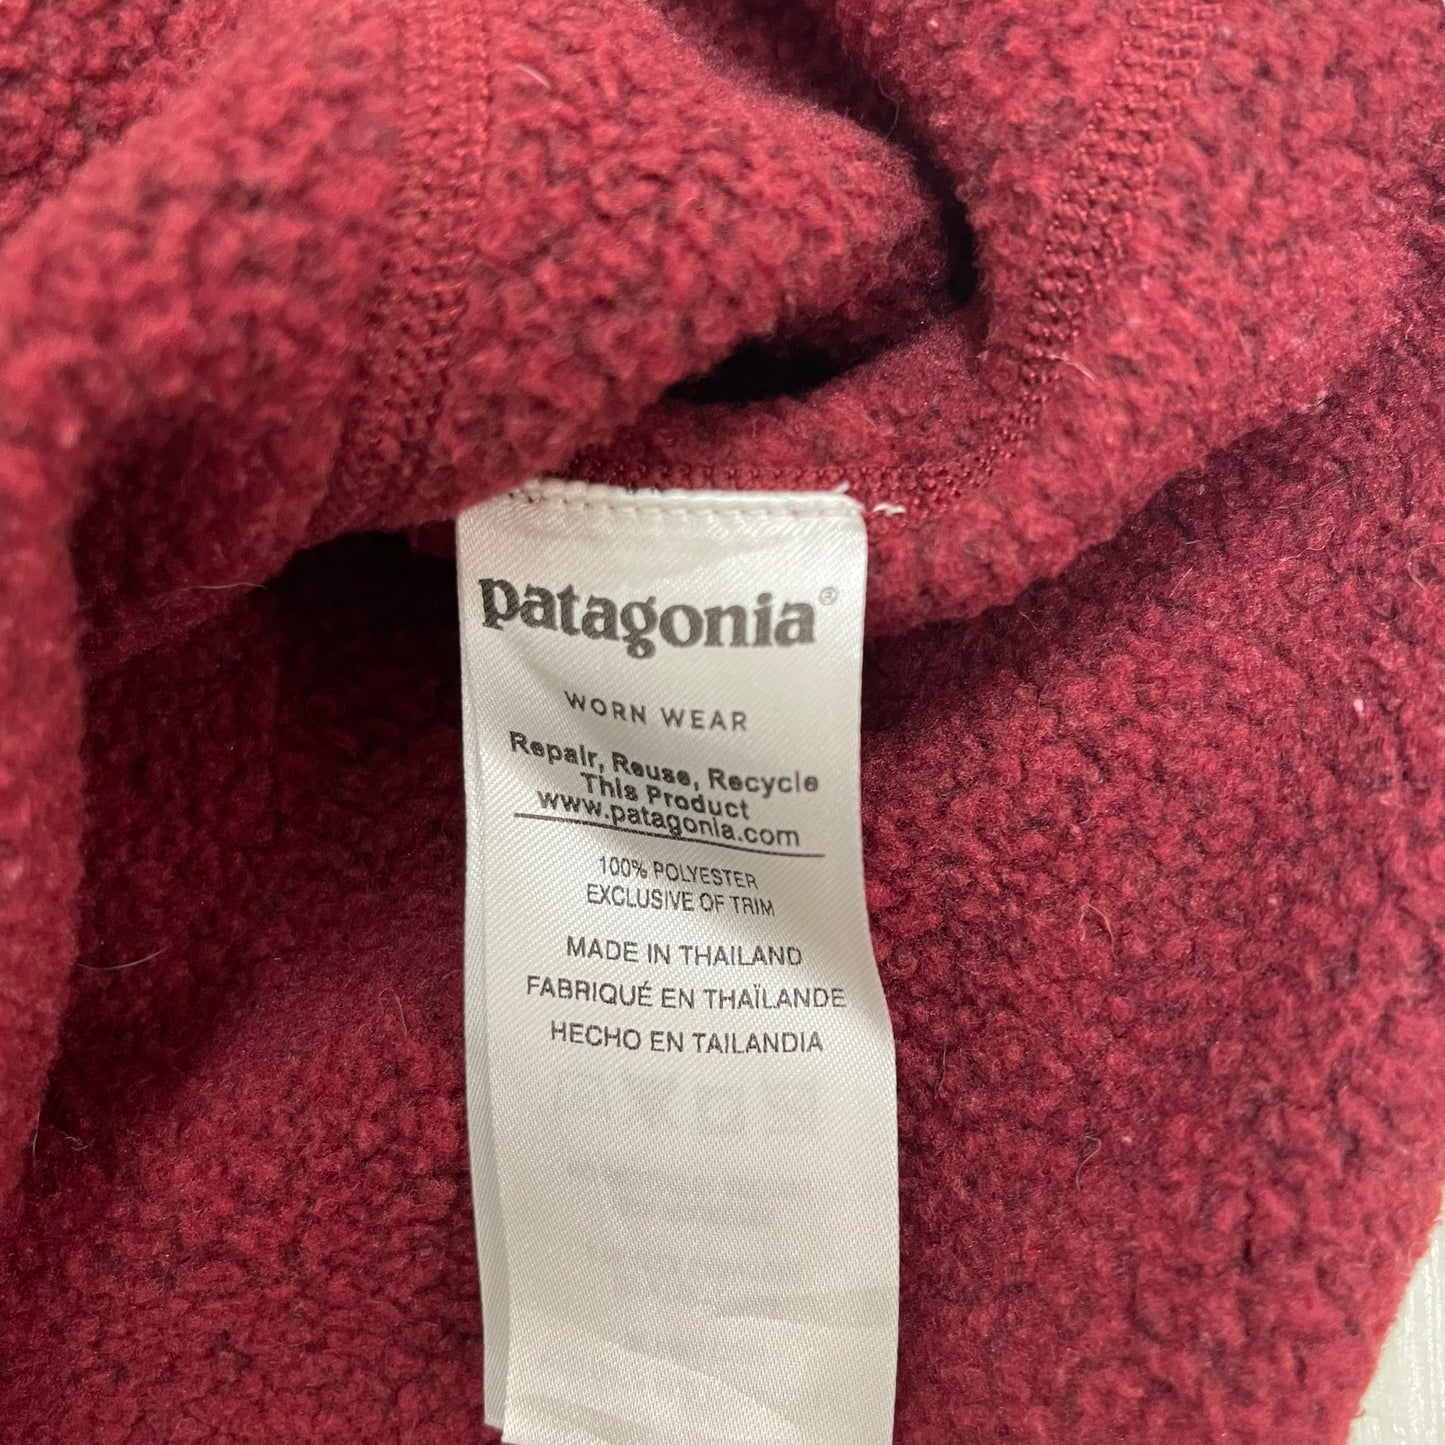 patagonia®
WORN WEAR
Repair, Reuse, Recycle
This Product
www.patagonia.com
100% POLYESTER
EXCLUSIVE OF TRIM
MADE IN THAILAND
FABRIQUÉ EN THAÏLANDE
HECHO EN TAILANDIA